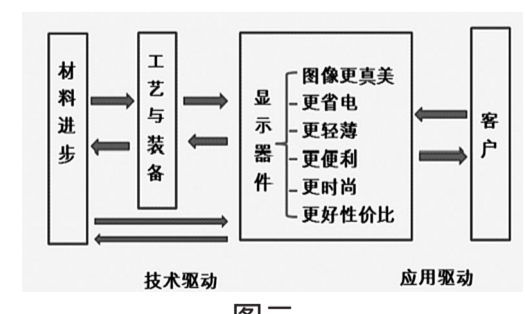 材料进步
工艺与装备
显示器件
图像更真美
更省电
更轻薄
更便利
更时尚
更好性价比
客户
技术驱动
应用驱动